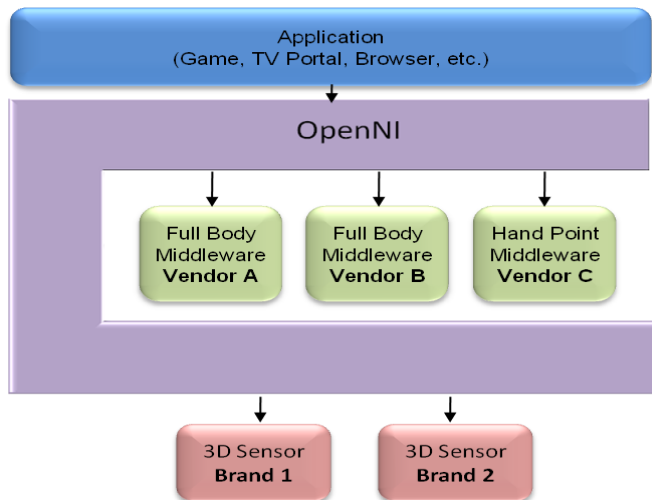 Application
(Game, TV Portal, Browser, etc.)
OpenNI
Full Body
Middleware
Vendor A
Full Body
Middleware
Vendor B
Hand Point
Middleware
Vendor C
3D Sensor
Brand 1
3D Sensor
Brand 2